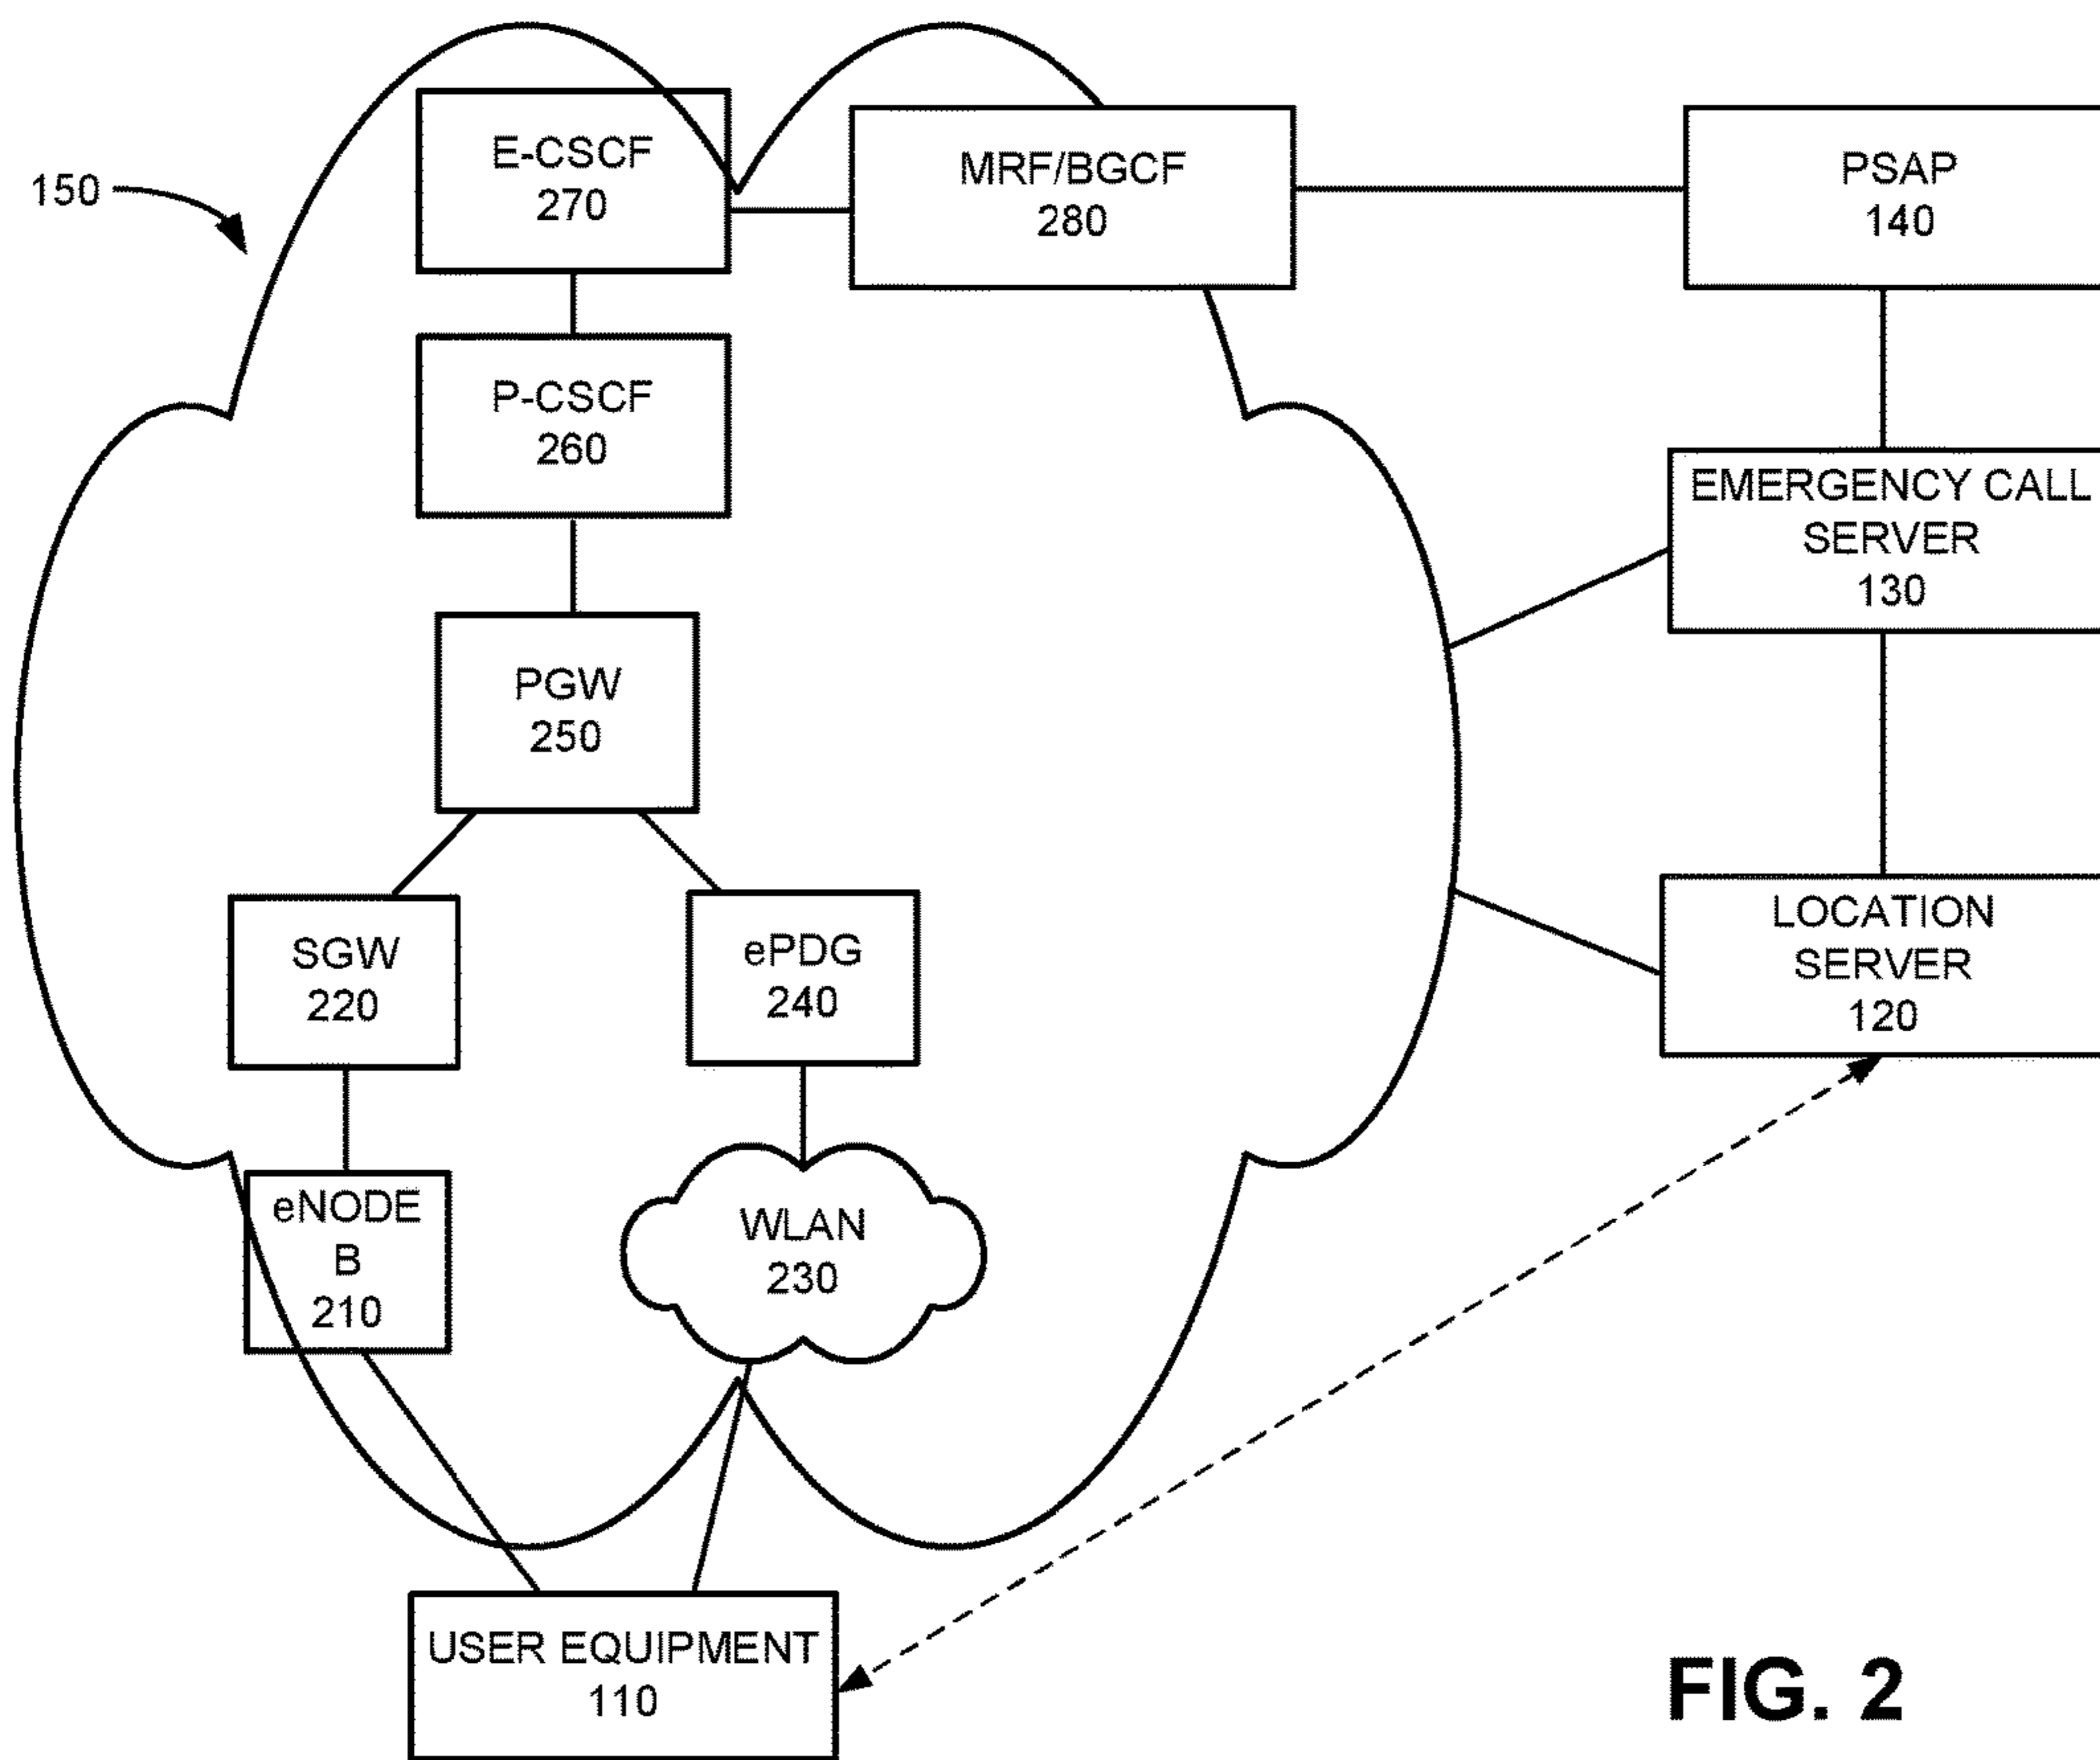 150
E-CSCF
270
MRF/BGCF
280
PSAP
140
P-CSCF
260
EMERGENCY CALL
SERVER
130
PGW
250
SGW
220
ePDG
240
LOCATION
SERVER
120
eNODE
B
210
WLAN
230
USER EQUIPMENT
110
FIG. 2